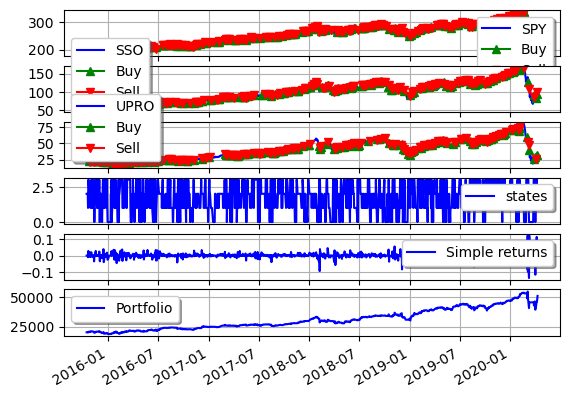 300
200
SPY
Buy
SSO
Buy
150
100
50
UPRO
Buy
Sell
75
50
25
2.5
0.0
states
0.1
0.0
−0.1
Simple returns
50000
25000
Portfolio
2016-01
2016-07
2017-01
2017-07
2018-01
2018-07
2019-01
2019-07
2020-01